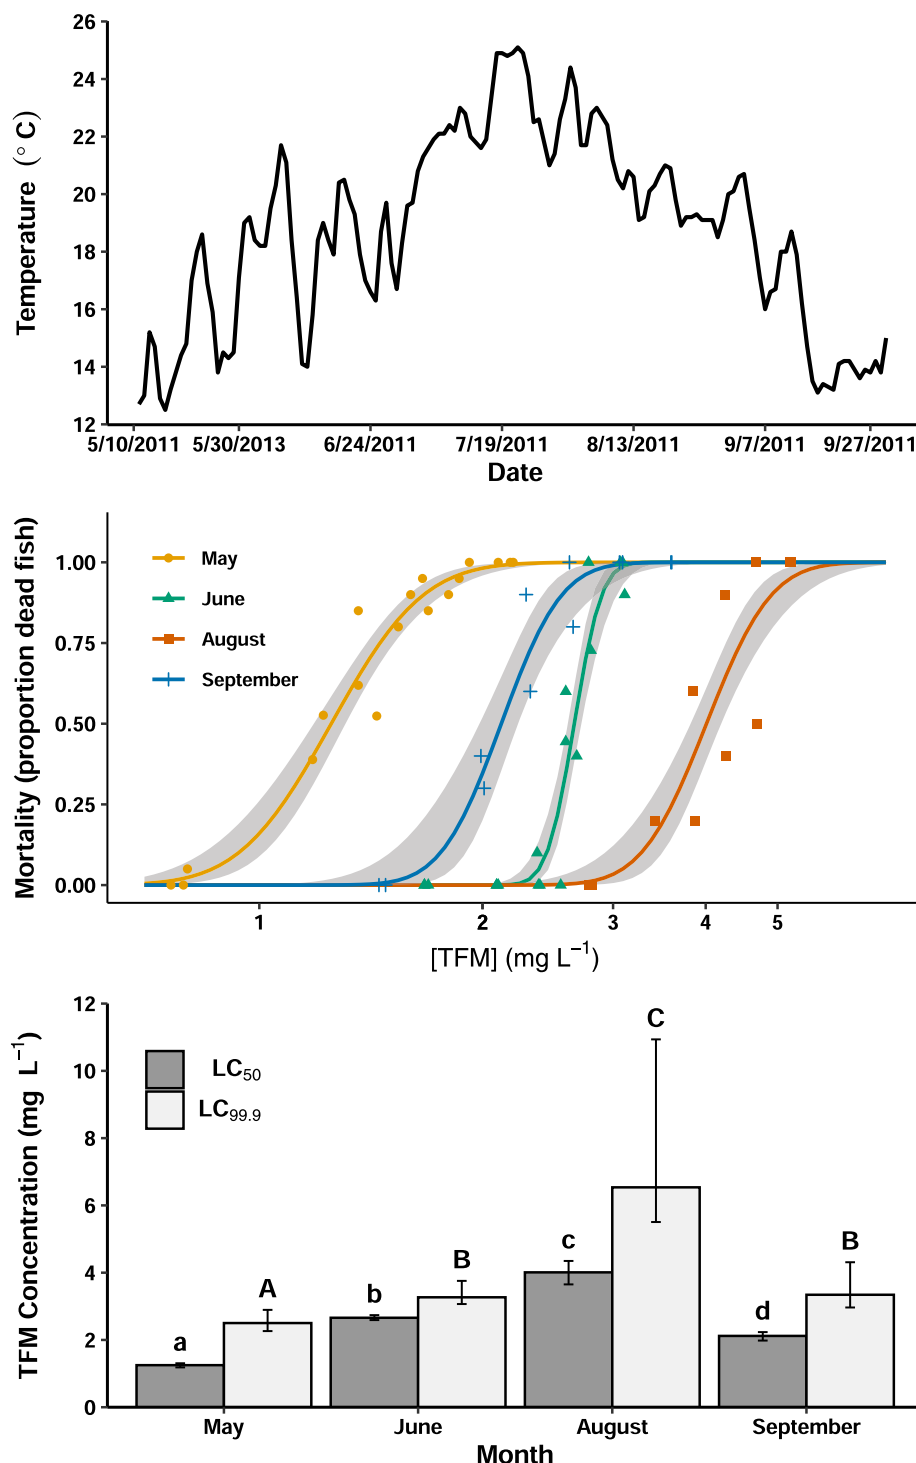 26
24
22
20
18
16
14
12
Temperature (° C)
5/10/2011 5/30/2013 6/24/2011 7/19/2011 8/13/2011 9/7/2011 9/27/2011
Date
Mortality (proportion dead fish)
1.00
0.75
0.50
0.25
0.00
May
June
August
September
1 2 3 4 5
[TFM] (mg L⁻¹)
TFM Concentration (mg L⁻¹)
12
10
8
6
4
2
0
LC₅₀
LC₉₉.₉
a A b B c C d B
May June August September
Month